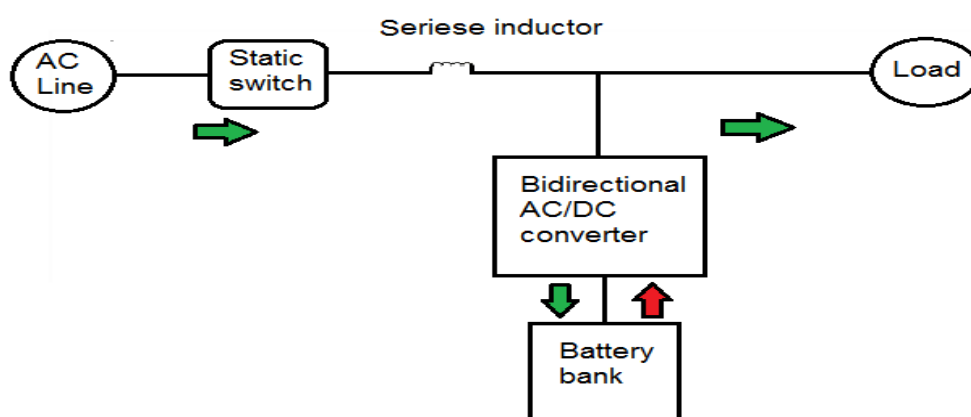 Seriese inductor
AC
Line
Static
switch
Load
Bidirectional
AC/DC
converter
Battery
bank